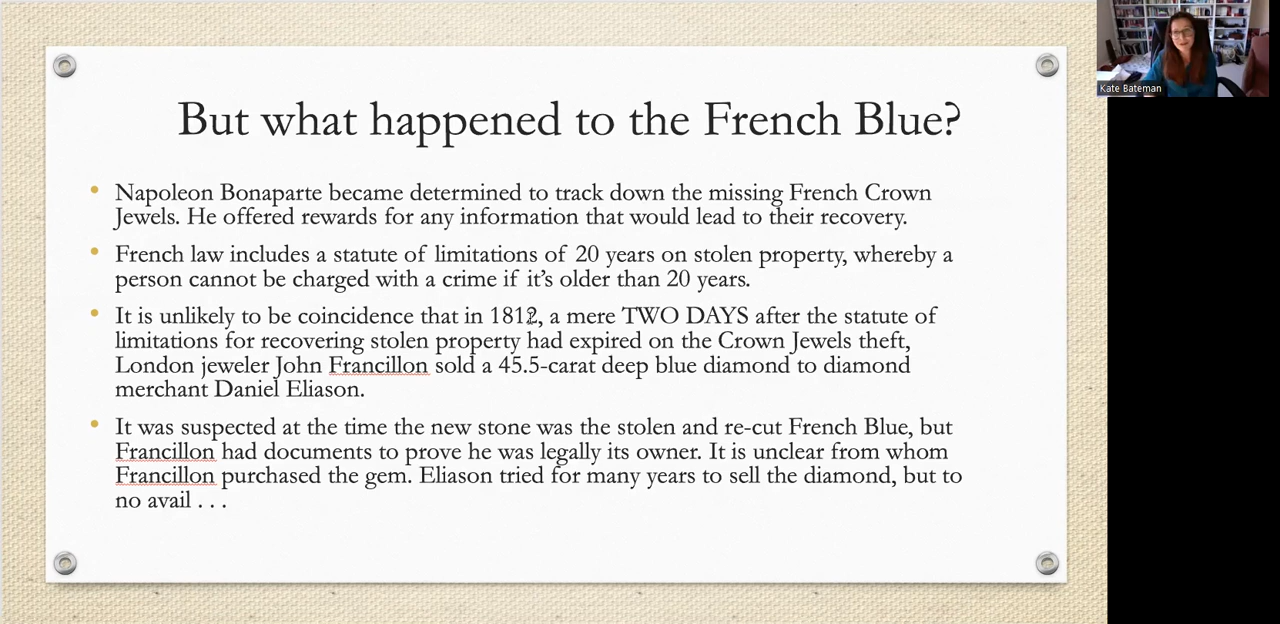 But what happened to the French Blue?
Napoleon Bonaparte became determined to track down the missing French Crown
Jewels. He offered rewards for any information that would lead to their recovery.
French law includes a statute of limitations of 20 years on stolen property, whereby a
person cannot be charged with a crime if it’s older than 20 years.
It is unlikely to be coincidence that in 1812, a mere TWO DAYS after the statute of
limitations for recovering stolen property had expired on the Crown Jewels theft,
London jeweler John Francillon sold a 45.5-carat deep blue diamond to diamond
merchant Daniel Eliason.
It was suspected at the time the new stone was the stolen and re-cut French Blue, but
Francillon had documents to prove he was legally its owner. It is unclear from whom
Francillon purchased the gem. Eliason tried for many years to sell the diamond, but to
no avail . . .
Kate Bateman